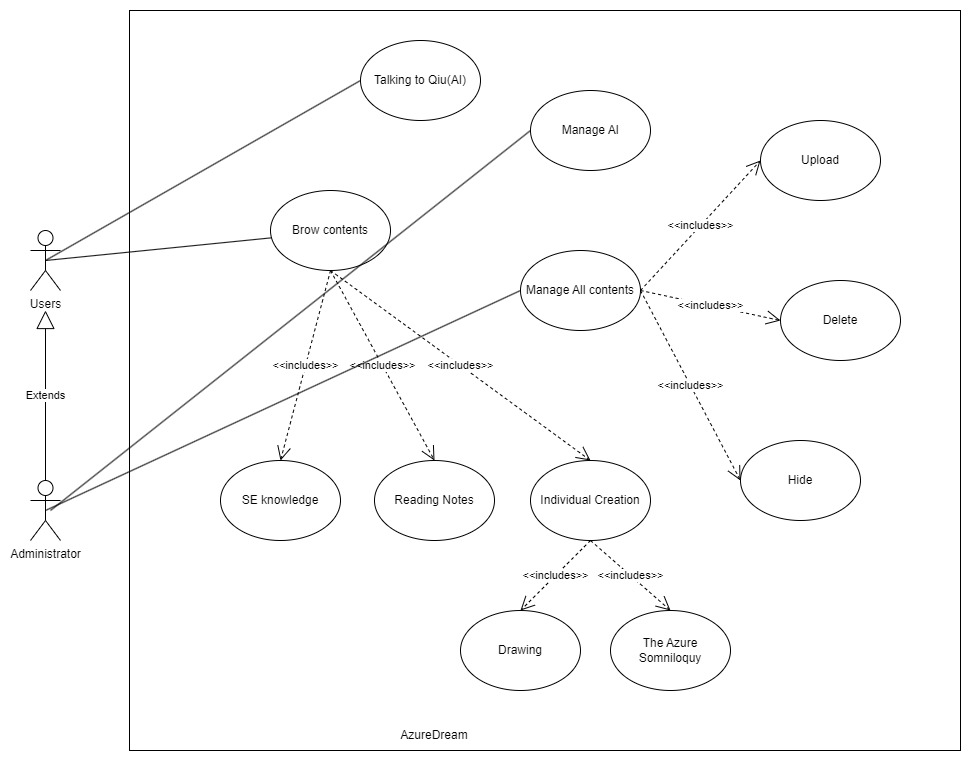 Talking to Qiu(AI)
Manage AI
Upload
<<includes>>
Brow contents
Manage All contents
Users
<<includes>>
Delete
<<includes>>
<<includes>>
<<includes>>
<<includes>>
Extends
SE knowledge
Reading Notes
Individual Creation
Hide
Administrator
<<includes>>
<<includes>>
Drawing
The Azure
Somniloquy
AzureDream